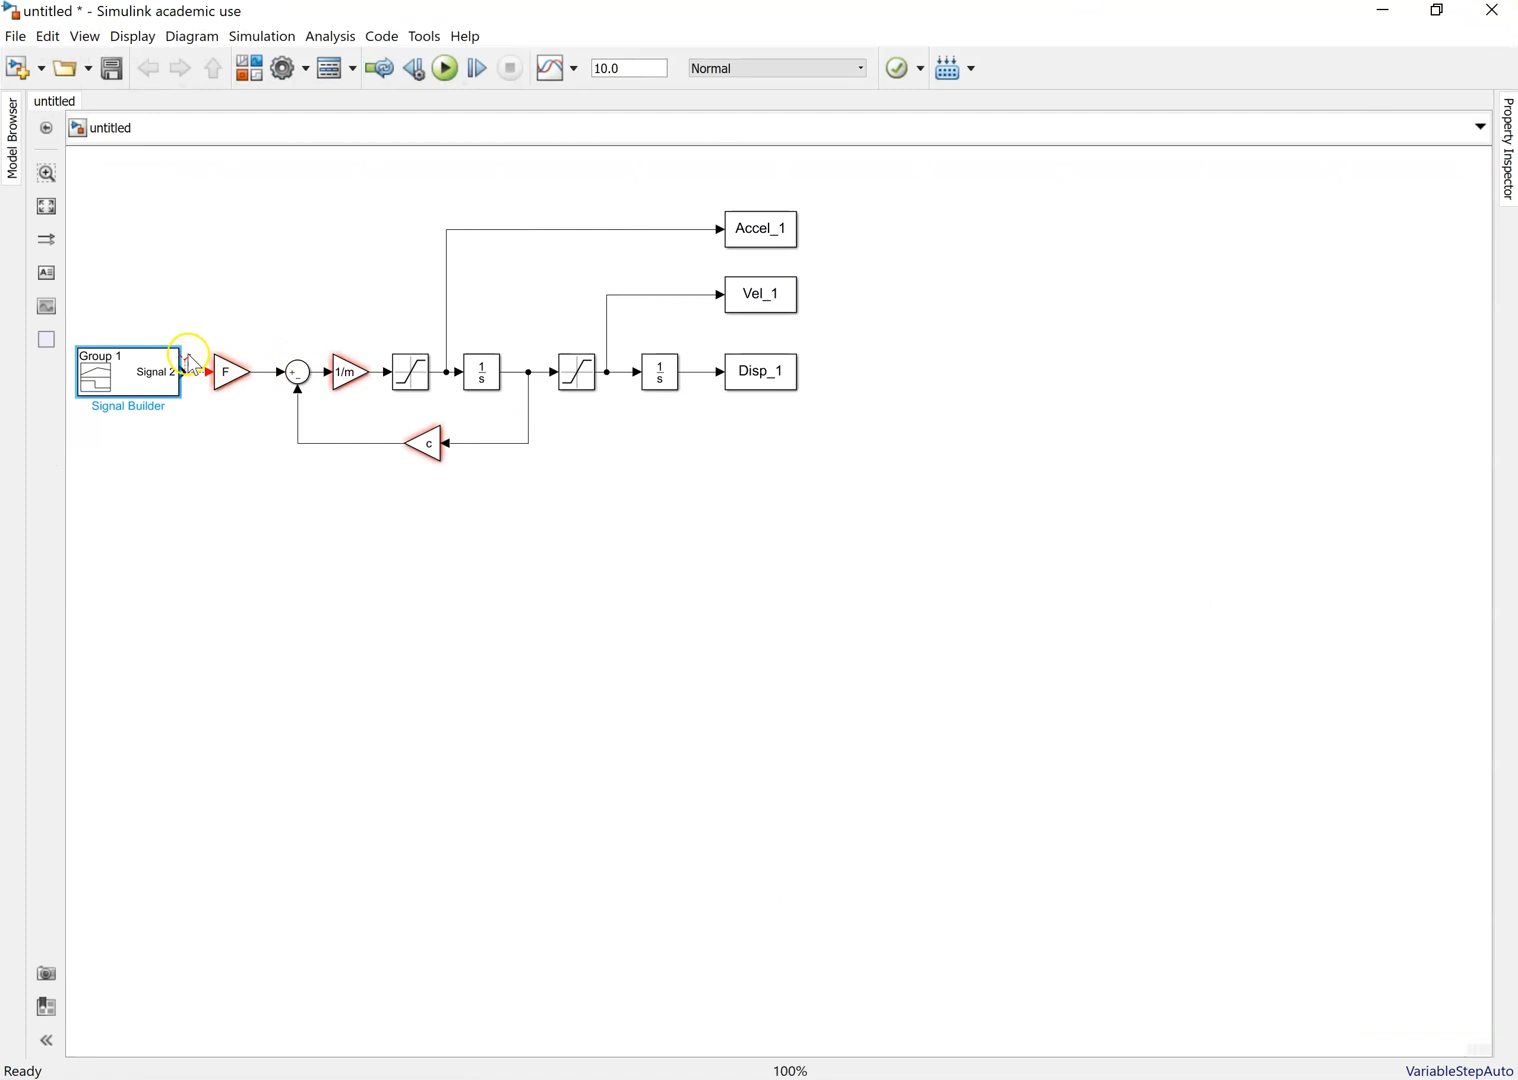 untitled * - Simulink academic use
File Edit View Display Diagram Simulation Analysis Code Tools Help
10.0 Normal
Model Browser
untitled
Property Inspector
untitled
Accel_1
Vel_1
Group 1
Signal 2
F
+
-
1/m
1
s
1
s
Disp_1
Signal Builder
c
Ready 100% VariableStepAuto